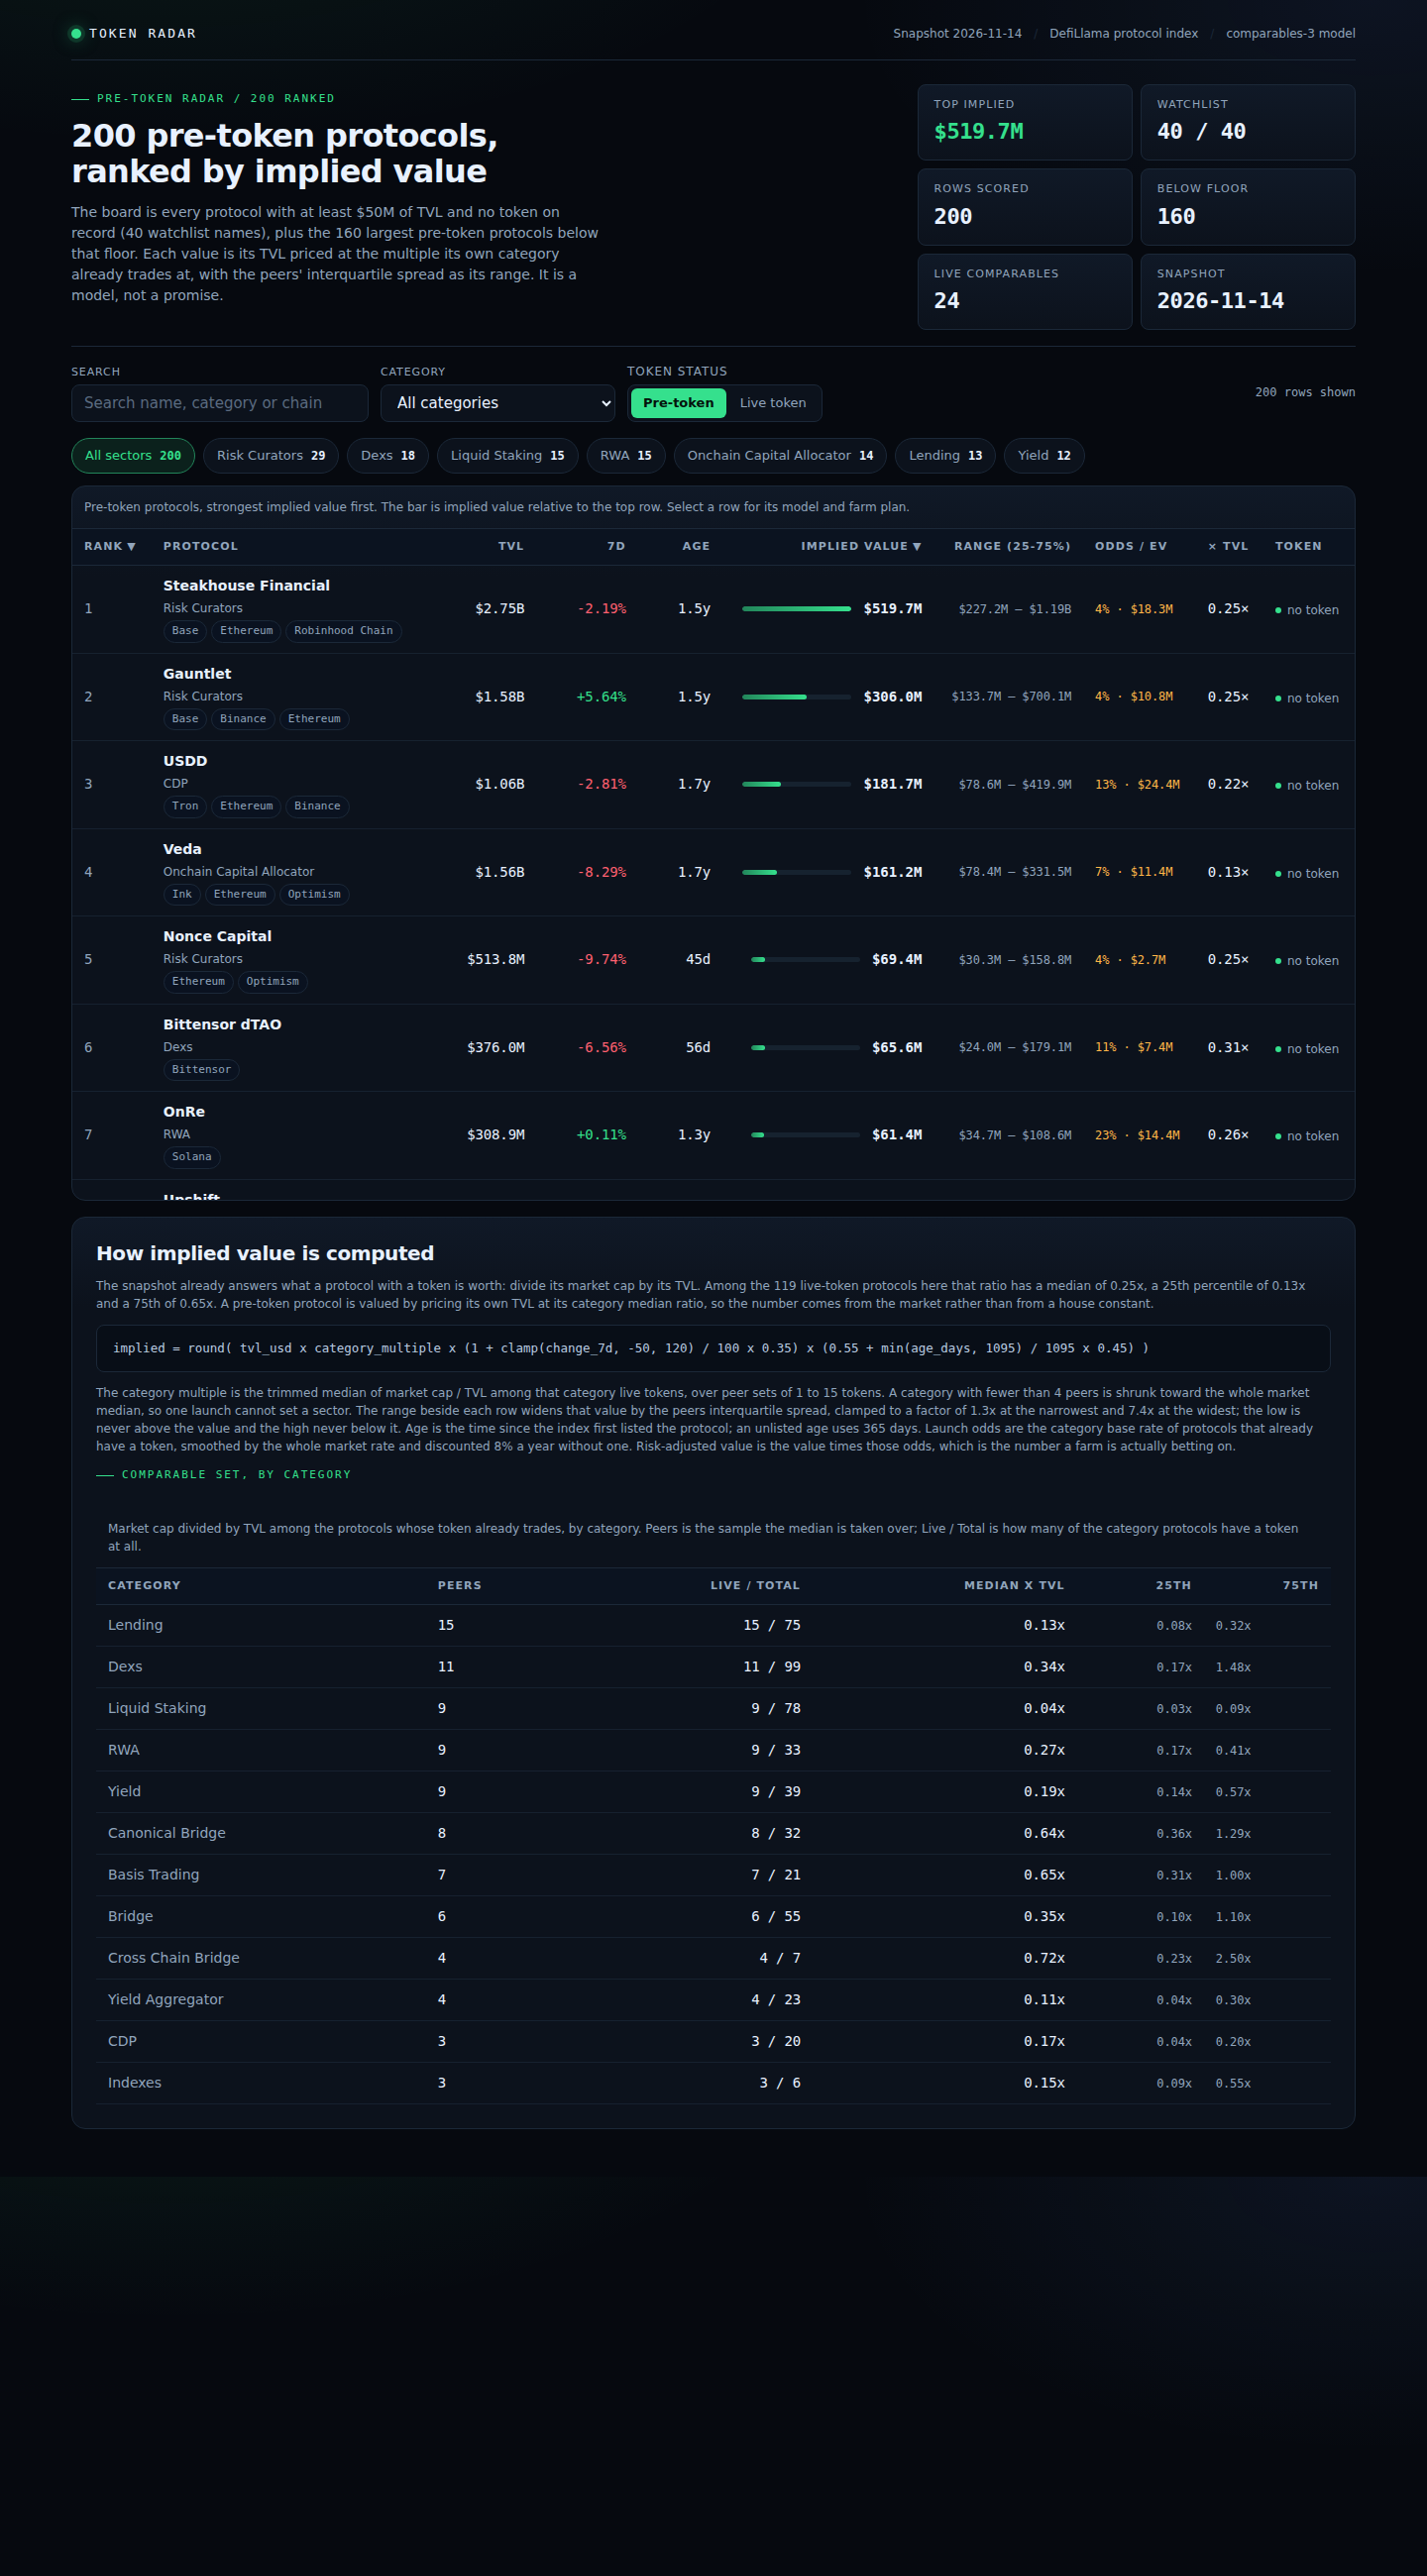 TOKEN RADAR
Snapshot 2026-11-14 / DefiLlama protocol index / comparables-3 model
PRE-TOKEN RADAR / 200 RANKED
200 pre-token protocols,
ranked by implied value
The board is every protocol with at least $50M of TVL and no token on
record (40 watchlist names), plus the 160 largest pre-token protocols below
that floor. Each value is its TVL priced at the multiple its own category
already trades at, with the peers' interquartile spread as its range. It is a
model, not a promise.
TOP IMPLIED
$519.7M
WATCHLIST
40 / 40
ROWS SCORED
200
BELOW FLOOR
160
LIVE COMPARABLES
24
SNAPSHOT
2026-11-14
SEARCH
Search name, category or chain
CATEGORY
All categories
TOKEN STATUS
Pre-token Live token
200 rows shown
All sectors 200 Risk Curators 29 Dexs 18 Liquid Staking 15 RWA 15 Onchain Capital Allocator 14 Lending 13 Yield 12
Pre-token protocols, strongest implied value first. The bar is implied value relative to the top row. Select a row for its model and farm plan.
RANK ▼ PROTOCOL TVL 7D AGE IMPLIED VALUE ▼ RANGE (25-75%) ODDS / EV × TVL TOKEN
Steakhouse Financial
Risk Curators
Base Ethereum Robinhood Chain
1 $2.75B -2.19% 1.5y $519.7M $227.2M – $1.19B 4% · $18.3M 0.25× no token
Gauntlet
Risk Curators
Base Binance Ethereum
2 $1.58B +5.64% 1.5y $306.0M $133.7M – $700.1M 4% · $10.8M 0.25× no token
USDD
CDP
Tron Ethereum Binance
3 $1.06B -2.81% 1.7y $181.7M $78.6M – $419.9M 13% · $24.4M 0.22× no token
Veda
Onchain Capital Allocator
Ink Ethereum Optimism
4 $1.56B -8.29% 1.7y $161.2M $78.4M – $331.5M 7% · $11.4M 0.13× no token
Nonce Capital
Risk Curators
Ethereum Optimism
5 $513.8M -9.74% 45d $69.4M $30.3M – $158.8M 4% · $2.7M 0.25× no token
Bittensor dTAO
Dexs
Bittensor
6 $376.0M -6.56% 56d $65.6M $24.0M – $179.1M 11% · $7.4M 0.31× no token
OnRe
RWA
Solana
7 $308.9M +0.11% 1.3y $61.4M $34.7M – $108.6M 23% · $14.4M 0.26× no token
Upshift
How implied value is computed
The snapshot already answers what a protocol with a token is worth: divide its market cap by its TVL. Among the 119 live-token protocols here that ratio has a median of 0.25x, a 25th percentile of 0.13x
and a 75th of 0.65x. A pre-token protocol is valued by pricing its own TVL at its category median ratio, so the number comes from the market rather than from a house constant.
implied = round( tvl_usd x category_multiple x (1 + clamp(change_7d, -50, 120) / 100 x 0.35) x (0.55 + min(age_days, 1095) / 1095 x 0.45) )
The category multiple is the trimmed median of market cap / TVL among that category live tokens, over peer sets of 1 to 15 tokens. A category with fewer than 4 peers is shrunk toward the whole market
median, so one launch cannot set a sector. The range beside each row widens that value by the peers interquartile spread, clamped to a factor of 1.3x at the narrowest and 7.4x at the widest; the low is
never above the value and the high never below it. Age is the time since the index first listed the protocol; an unlisted age uses 365 days. Launch odds are the category base rate of protocols that already
have a token, smoothed by the whole market rate and discounted 8% a year without one. Risk-adjusted value is the value times those odds, which is the number a farm is actually betting on.
COMPARABLE SET, BY CATEGORY
Market cap divided by TVL among the protocols whose token already trades, by category. Peers is the sample the median is taken over; Live / Total is how many of the category protocols have a token
at all.
CATEGORY PEERS LIVE / TOTAL MEDIAN X TVL 25TH 75TH
Lending 15 15 / 75 0.13x 0.08x 0.32x
Dexs 11 11 / 99 0.34x 0.17x 1.48x
Liquid Staking 9 9 / 78 0.04x 0.03x 0.09x
RWA 9 9 / 33 0.27x 0.17x 0.41x
Yield 9 9 / 39 0.19x 0.14x 0.57x
Canonical Bridge 8 8 / 32 0.64x 0.36x 1.29x
Basis Trading 7 7 / 21 0.65x 0.31x 1.00x
Bridge 6 6 / 55 0.35x 0.10x 1.10x
Cross Chain Bridge 4 4 / 7 0.72x 0.23x 2.50x
Yield Aggregator 4 4 / 23 0.11x 0.04x 0.30x
CDP 3 3 / 20 0.17x 0.04x 0.20x
Indexes 3 3 / 6 0.15x 0.09x 0.55x